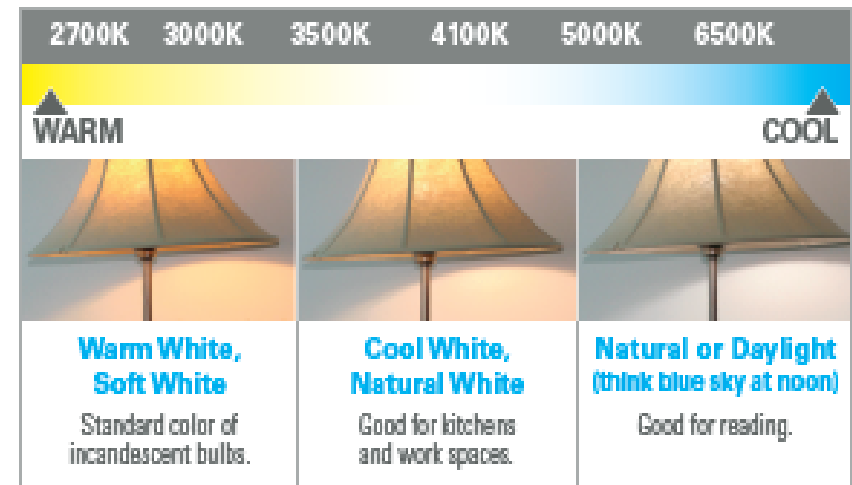 2700K 3000K 3500K 4100K 5000K 6500K
WARM COOL
Warm White,
Soft White
Standard color of
incandescent bulbs.
Cool White,
Natural White
Good for kitchens
and work spaces.
Natural or Daylight
(think blue sky at noon)
Good for reading.